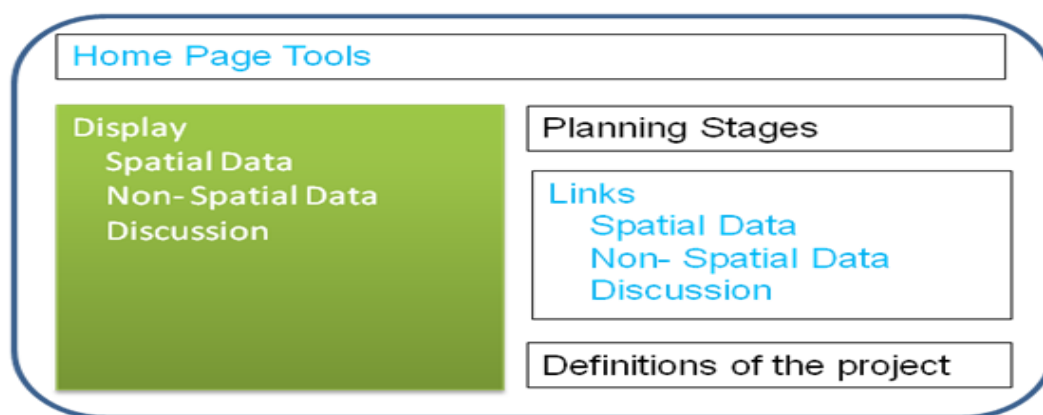 Home Page Tools
Display
Spatial Data
Non- Spatial Data
Discussion
Planning Stages
Links
Spatial Data
Non- Spatial Data
Discussion
Definitions of the project